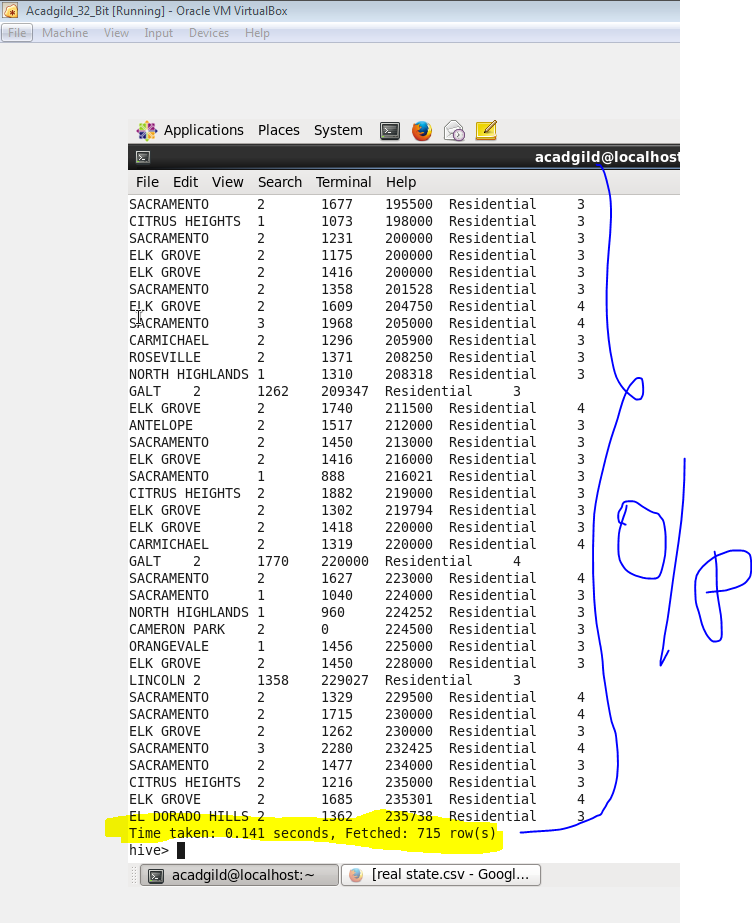 Acadgild_32_Bit [Running] - Oracle VM VirtualBox
File Machine View Input Devices Help
Applications Places System
acadgild@localhost
File Edit View Search Terminal Help
SACRAMENTO 2 1677 195500 Residential 3
CITRUS HEIGHTS 1 1073 198000 Residential 3
SACRAMENTO 2 1231 200000 Residential 3
ELK GROVE 2 1175 200000 Residential 3
ELK GROVE 2 1416 200000 Residential 3
SACRAMENTO 2 1358 201528 Residential 3
ELK GROVE 2 1609 204750 Residential 4
SACRAMENTO 3 1968 205000 Residential 4
CARMICHAEL 2 1296 205900 Residential 3
ROSEVILLE 2 1371 208250 Residential 3
NORTH HIGHLANDS 1 1310 208318 Residential 3
GALT 2 1262 209347 Residential 3
ELK GROVE 2 1740 211500 Residential 4
ANTELOPE 2 1517 212000 Residential 3
SACRAMENTO 2 1450 213000 Residential 3
ELK GROVE 2 1416 216000 Residential 3
SACRAMENTO 1 888 216021 Residential 3
CITRUS HEIGHTS 2 1882 219000 Residential 3
ELK GROVE 2 1302 219794 Residential 3
ELK GROVE 2 1418 220000 Residential 3
CARMICHAEL 2 1319 220000 Residential 4
GALT 2 1770 220000 Residential 4
SACRAMENTO 2 1627 223000 Residential 4
SACRAMENTO 1 1040 224000 Residential 3
NORTH HIGHLANDS 1 960 224252 Residential 3
CAMERON PARK 2 0 224500 Residential 3
ORANGEVALE 1 1456 225000 Residential 3
ELK GROVE 2 1450 228000 Residential 3
LINCOLN 2 1358 229027 Residential 3
SACRAMENTO 2 1329 229500 Residential 4
SACRAMENTO 2 1715 230000 Residential 4
ELK GROVE 2 1262 230000 Residential 3
SACRAMENTO 3 2280 232425 Residential 4
SACRAMENTO 2 1477 234000 Residential 3
CITRUS HEIGHTS 2 1216 235000 Residential 3
ELK GROVE 2 1685 235301 Residential 4
EL DORADO HILLS 2 1362 235738 Residential 3
Time taken: 0.141 seconds, Fetched: 715 row(s)
hive>
O/P
acadgild@localhost:~ [real state.csv - Googl...